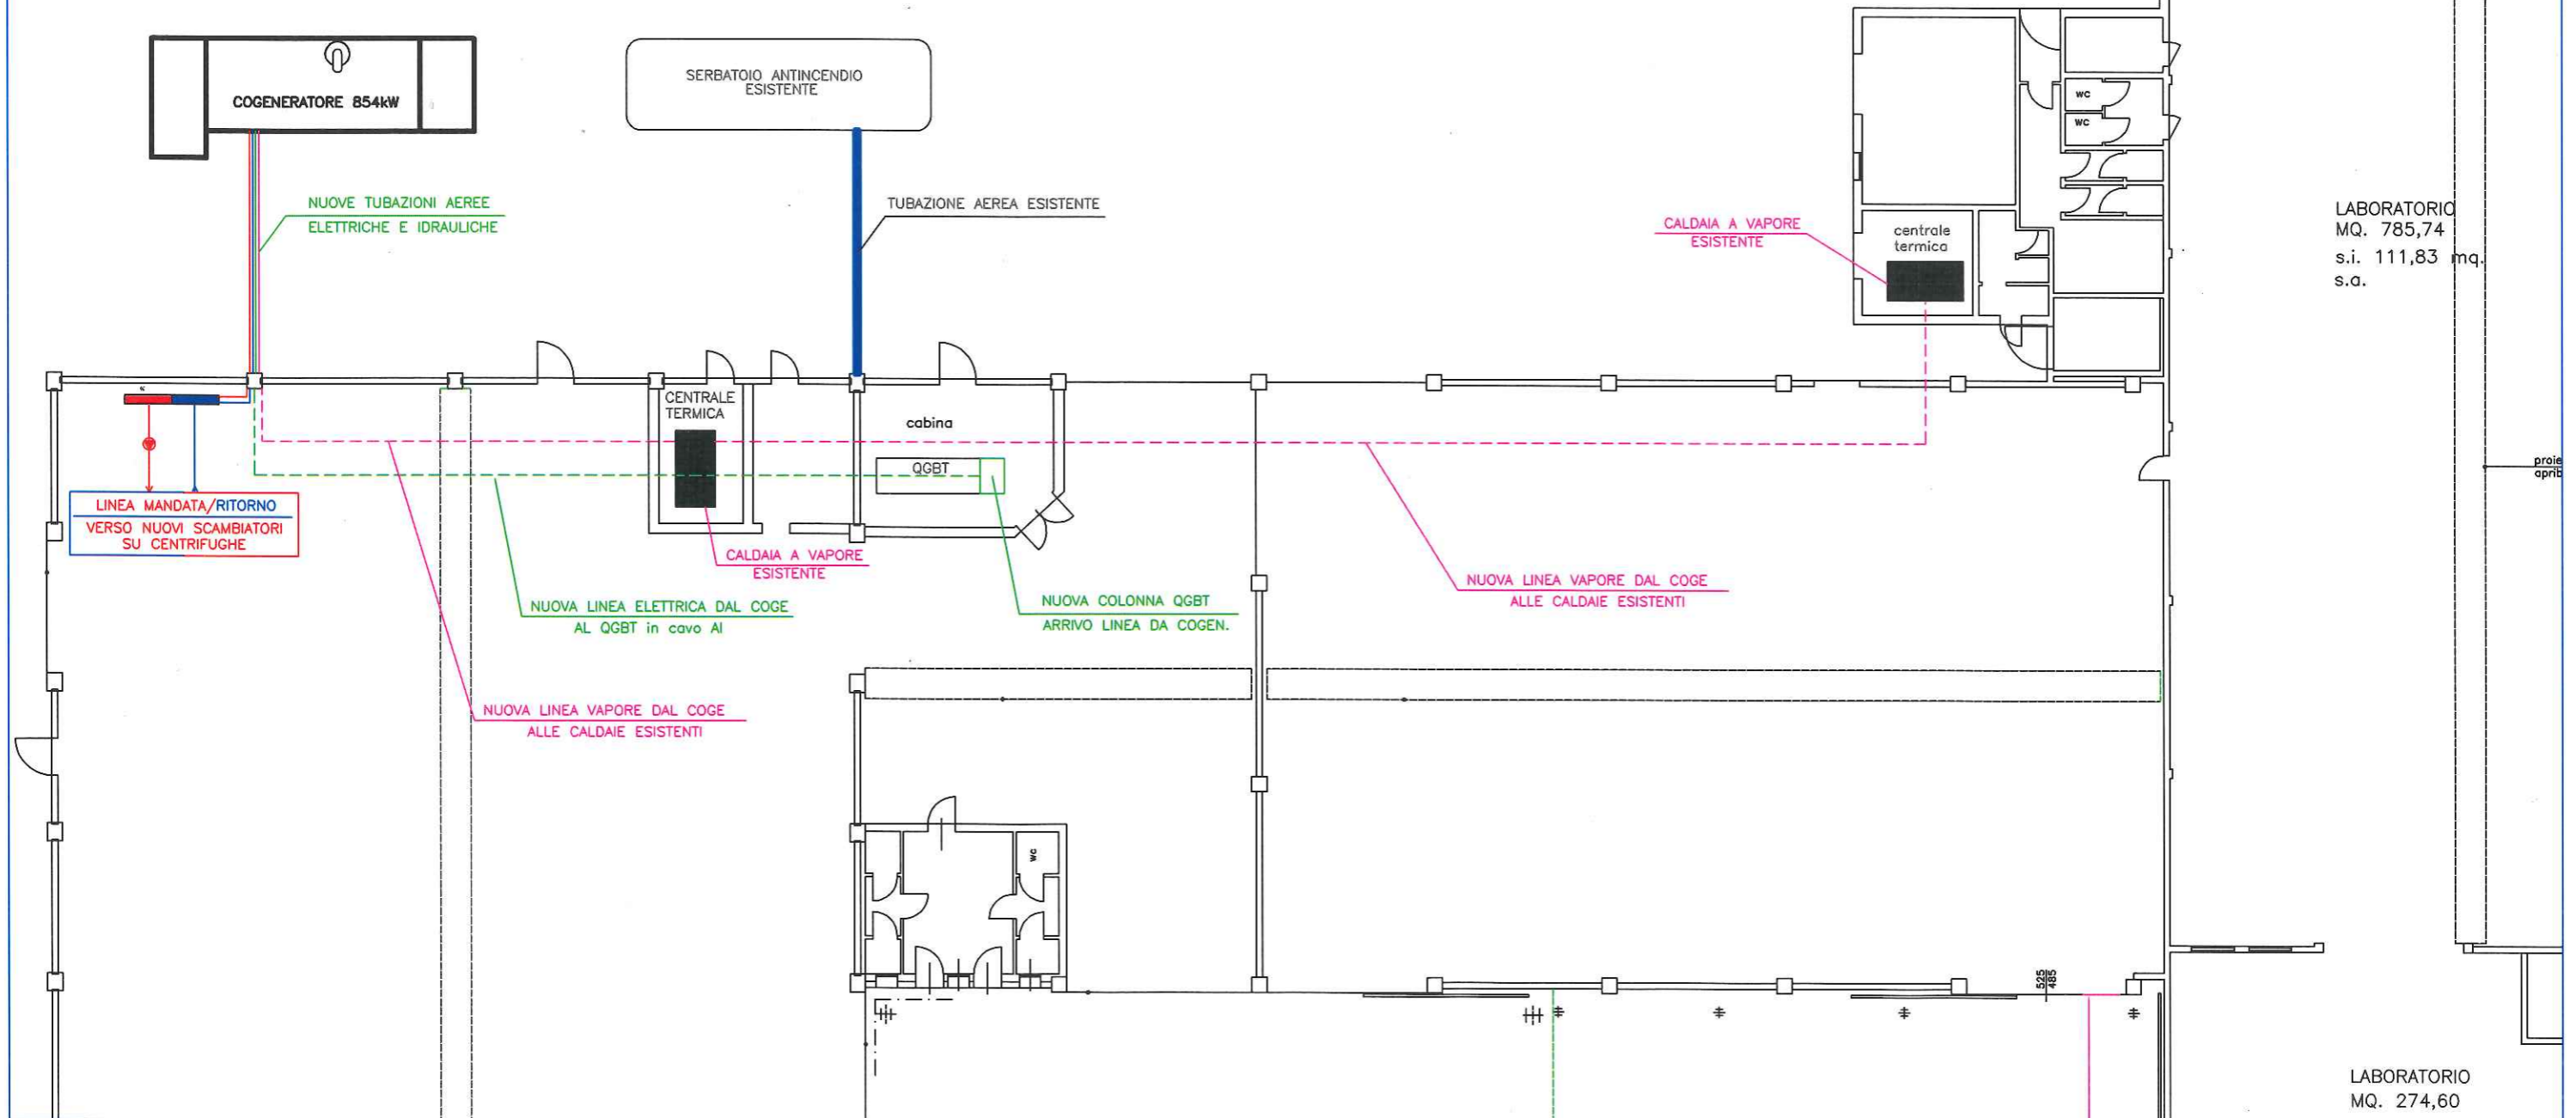 COGENERATORE 854kW
SERBATOIO ANTINCENDIO
ESISTENTE
WC
WC
NUOVE TUBAZIONI AEREE
ELETTRICHE E IDRAULICHE
TUBAZIONE AEREA ESISTENTE
CALDAIA A VAPORE
ESISTENTE
centrale
termica
LABORATORIO
MQ. 785,74
s.i. 111,83 mq.
s.a.
CENTRALE
TERMICA
cabina
QGBT
LINEA MANDATA/RITORNO
VERSO NUOVI SCAMBIATORI
SU CENTRIFUGHE
proie
aprib
CALDAIA A VAPORE
ESISTENTE
NUOVA LINEA ELETTRICA DAL COGE
AL QGBT in cavo Al
NUOVA COLONNA QGBT
ARRIVO LINEA DA COGEN.
NUOVA LINEA VAPORE DAL COGE
ALLE CALDAIE ESISTENTI
NUOVA LINEA VAPORE DAL COGE
ALLE CALDAIE ESISTENTI
WC
525
485
LABORATORIO
MQ. 274,60